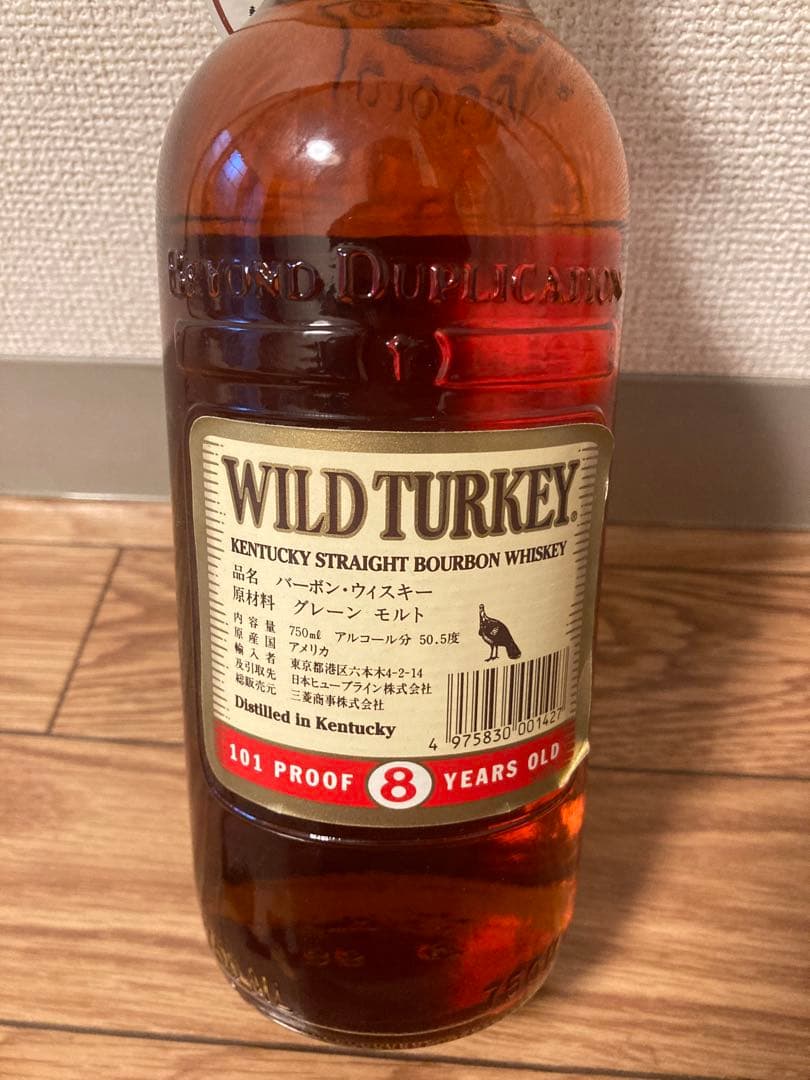 BEYOND DUPLICATION
WILD TURKEY®
KENTUCKY STRAIGHT BOURBON WHISKEY
品名 バーボン・ウィスキー
原材料 グレーン モルト
内容量 750mℓ アルコール分 50.5度
原産国 アメリカ
輸入者 東京都港区六本木4-2-14
及引取先 日本ヒューブライン株式会社
総販売元 三菱商事株式会社
Distilled in Kentucky
4 975830 001427
101 PROOF 8 YEARS OLD